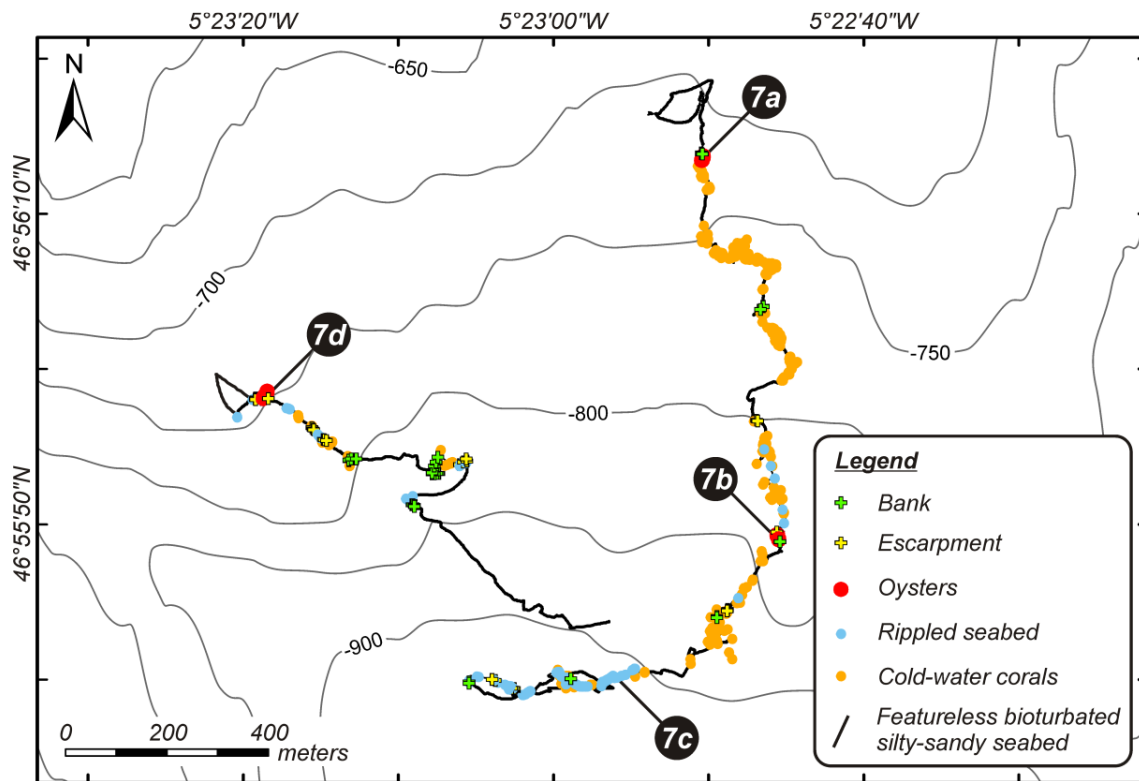 5°23'20"W
5°23'00"W
5°22'40"W
N
-650
7a
46°56'10"N
-700
7d
-750
-800
7b
46°55'50"N
-900
7c
0 200 400
meters
Legend
Bank
Escarpment
Oysters
Rippled seabed
Cold-water corals
Featureless bioturbated
silty-sandy seabed